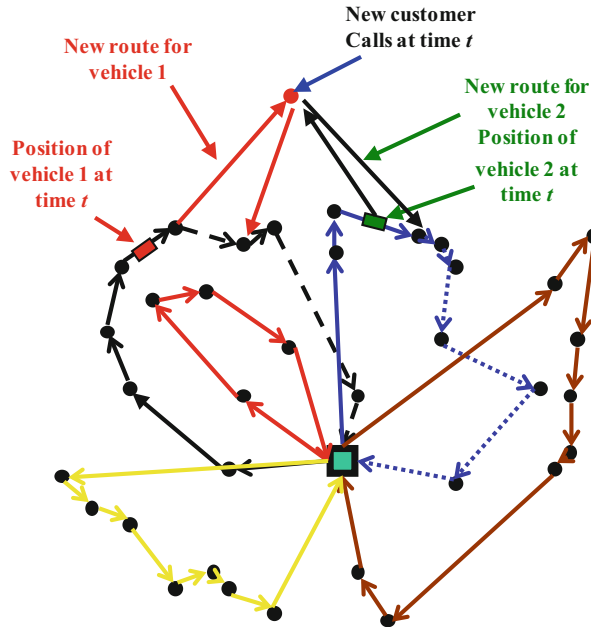 New customer
Calls at time t
New route for
vehicle 1
New route for
vehicle 2
Position of
vehicle 2 at
time t
Position of
vehicle 1 at
time t